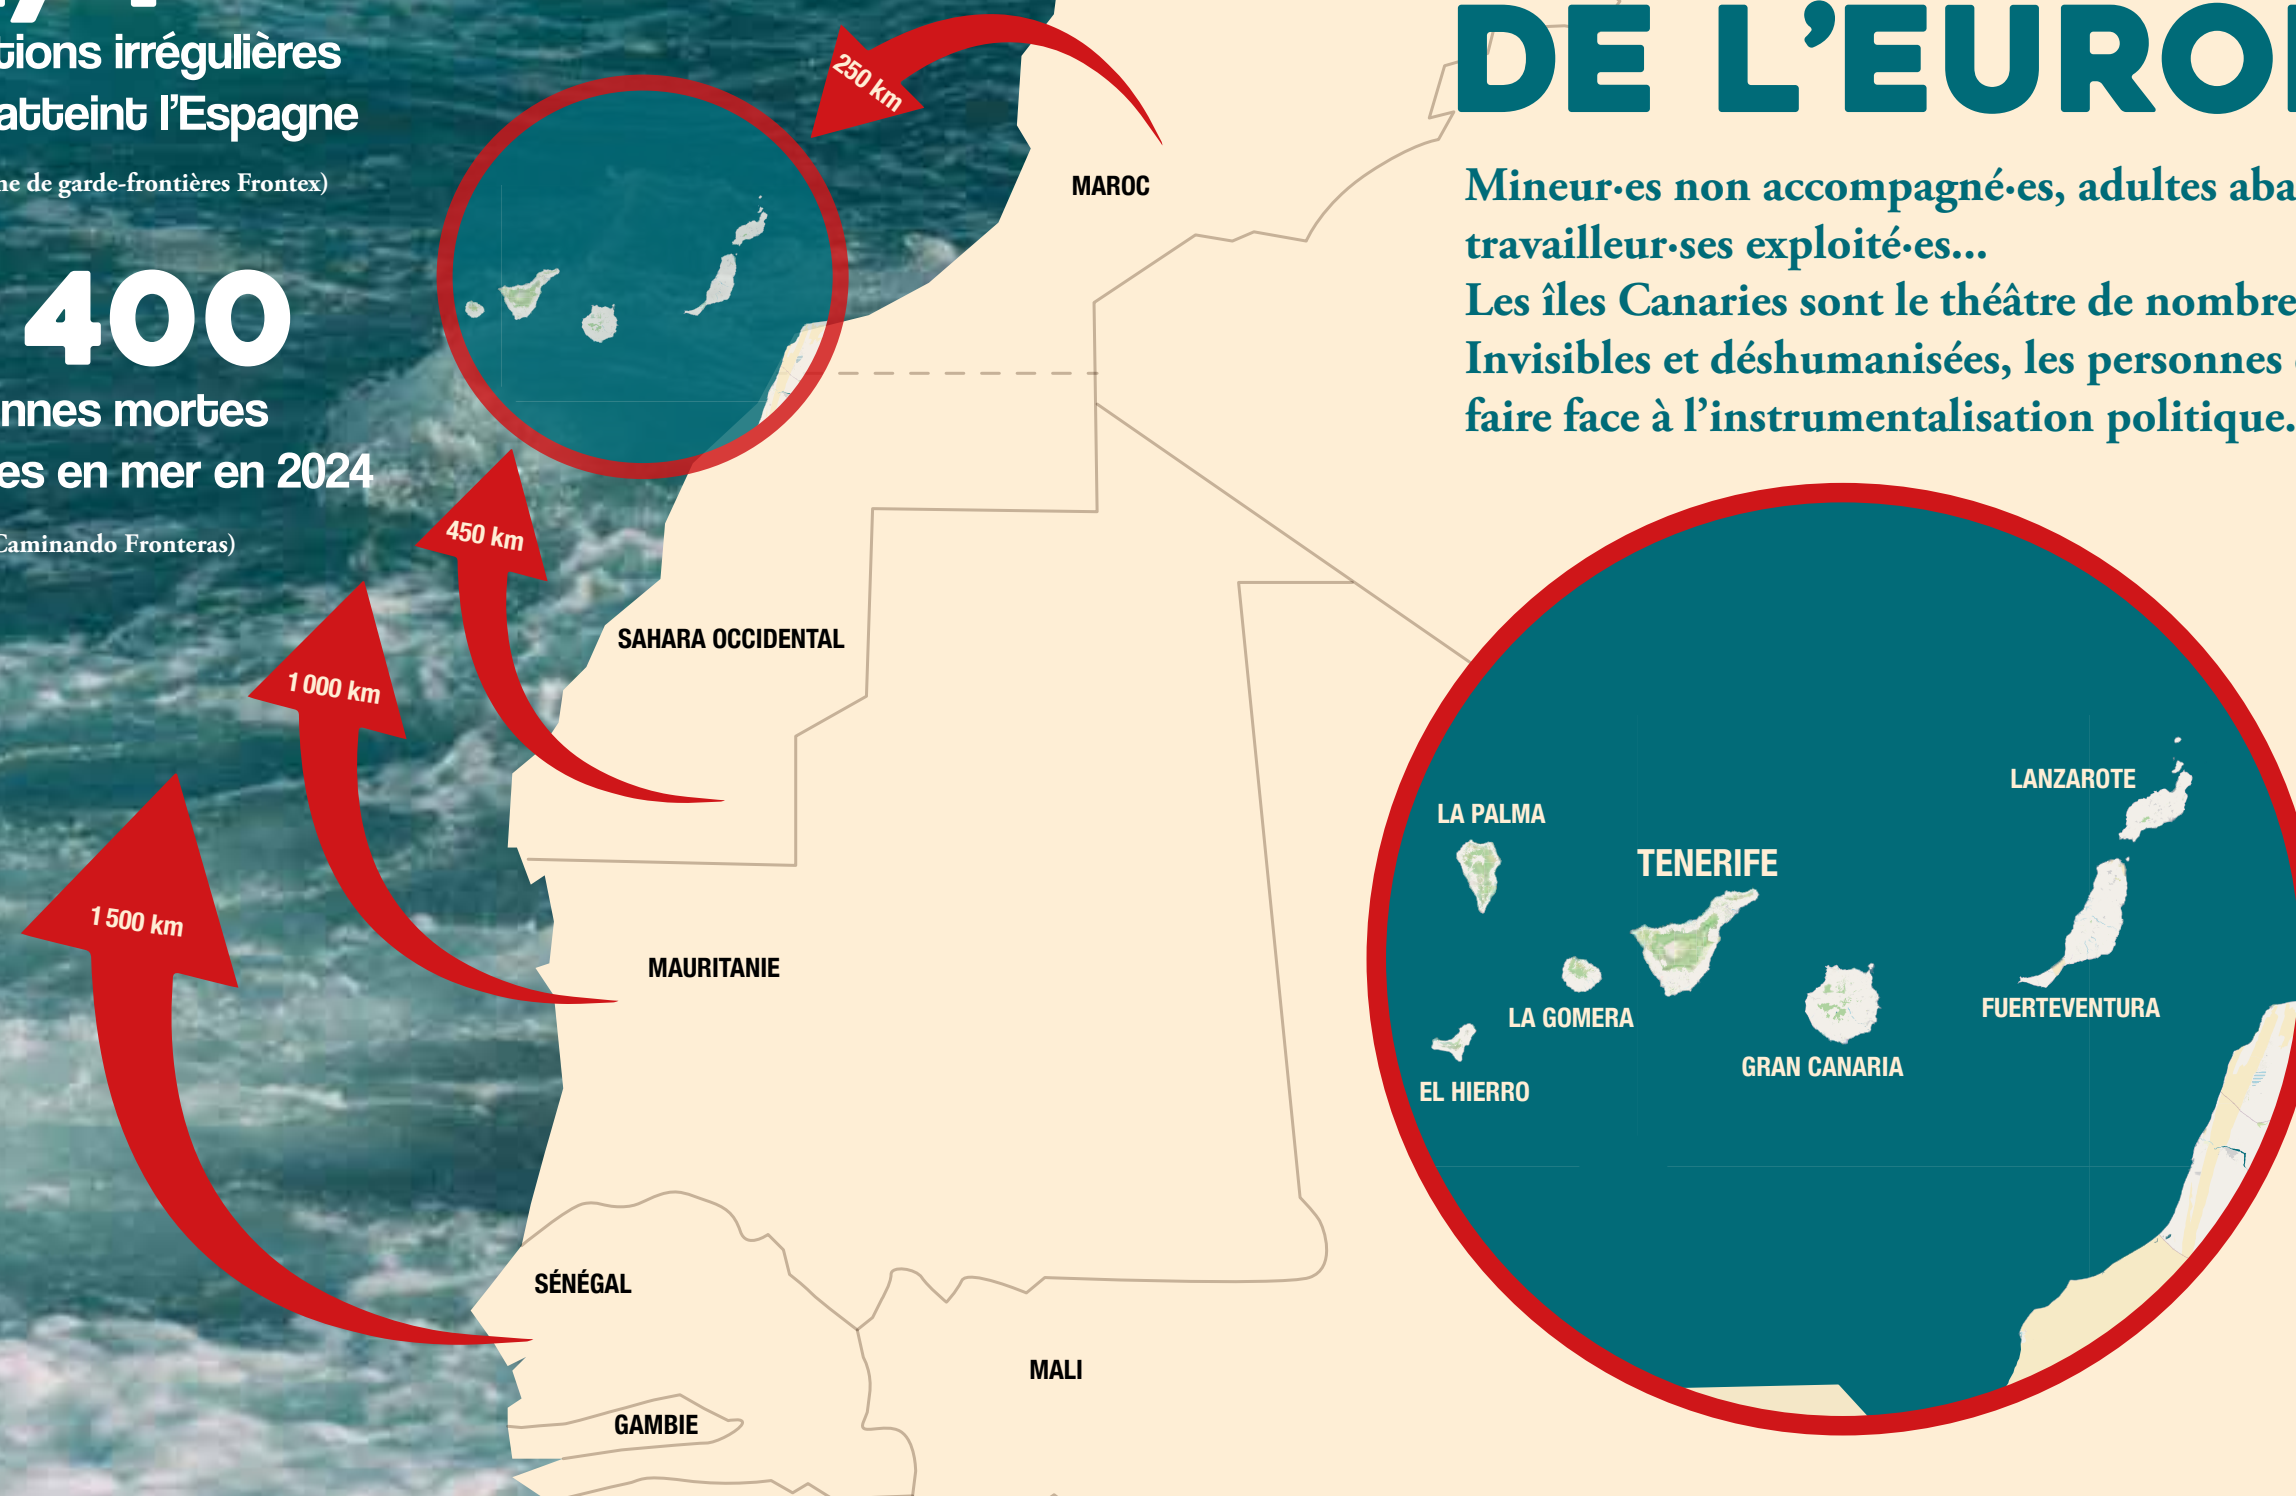 tions irrégulières
atteint l’Espagne
ne de garde-frontières Frontex)
400
nnes mortes
es en mer en 2024
Caminando Fronteras)
250 km
450 km
1 000 km
1 500 km
MAROC
SAHARA OCCIDENTAL
MAURITANIE
SÉNÉGAL
MALI
GAMBIE
DE L’EURO
Mineur·es non accompagné·es, adultes aba
travailleur·ses exploité·es...
Les îles Canaries sont le théâtre de nombre
Invisibles et déshumanisées, les personnes
faire face à l’instrumentalisation politique.
LANZAROTE
LA PALMA
TENERIFE
FUERTEVENTURA
LA GOMERA
GRAN CANARIA
EL HIERRO